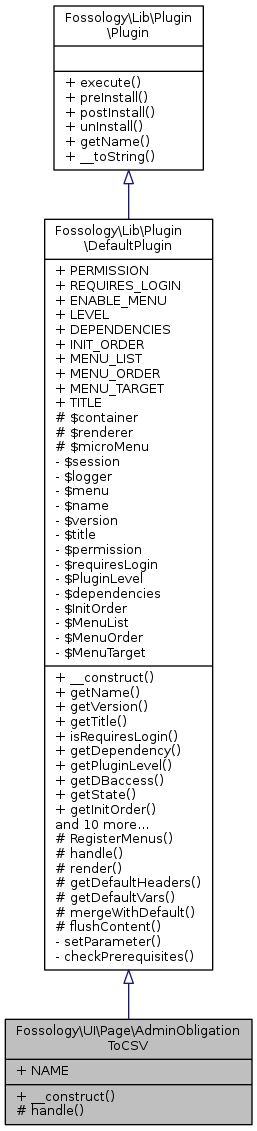 Fossology\Lib\Plugin
\Plugin
+ execute()
+ preInstall()
+ postInstall()
+ unInstall()
+ getName()
+ __toString()
Fossology\Lib\Plugin
\DefaultPlugin
+ PERMISSION
+ REQUIRES_LOGIN
+ ENABLE_MENU
+ LEVEL
+ DEPENDENCIES
+ INIT_ORDER
+ MENU_LIST
+ MENU_ORDER
+ MENU_TARGET
+ TITLE
# $container
# $renderer
# $microMenu
- $session
- $logger
- $menu
- $name
- $version
- $title
- $permission
- $requiresLogin
- $PluginLevel
- $dependencies
- $InitOrder
- $MenuList
- $MenuOrder
- $MenuTarget
+ __construct()
+ getName()
+ getVersion()
+ getTitle()
+ isRequiresLogin()
+ getDependency()
+ getPluginLevel()
+ getDBaccess()
+ getState()
+ getInitOrder()
and 10 more...
# RegisterMenus()
# handle()
# render()
# getDefaultHeaders()
# getDefaultVars()
# mergeWithDefault()
# flushContent()
- setParameter()
- checkPrerequisites()
Fossology\UI\Page\AdminObligation
ToCSV
+ NAME
+ __construct()
# handle()